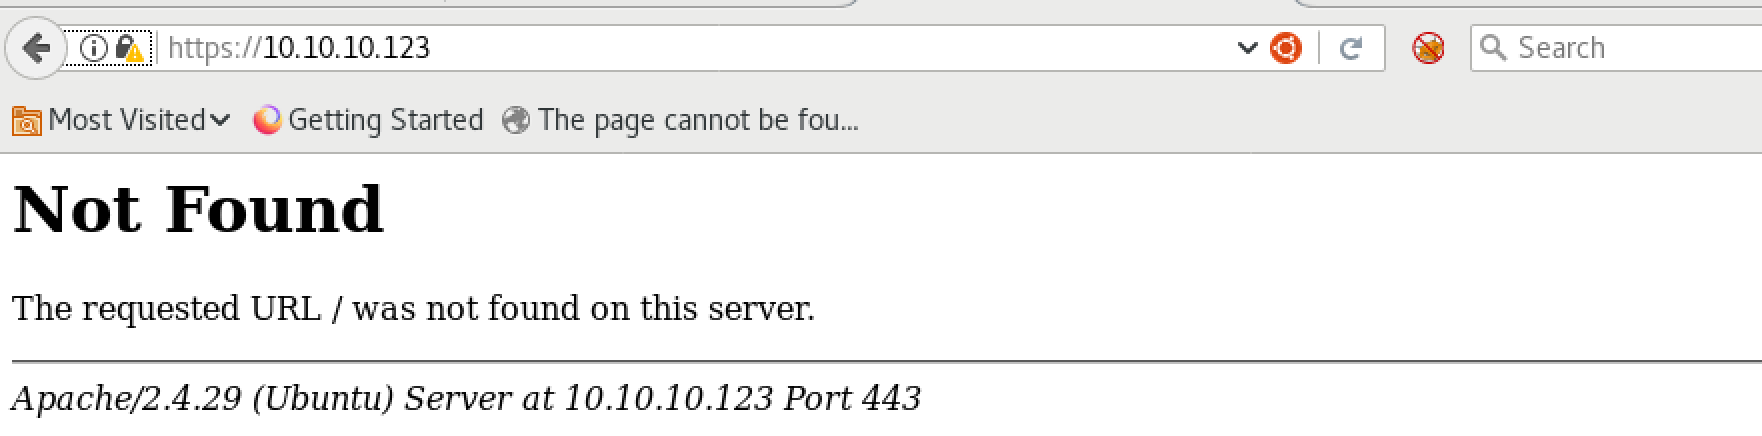 https://10.10.10.123
Search
Most Visited Getting Started The page cannot be fou...
Not Found
The requested URL / was not found on this server.
Apache/2.4.29 (Ubuntu) Server at 10.10.10.123 Port 443